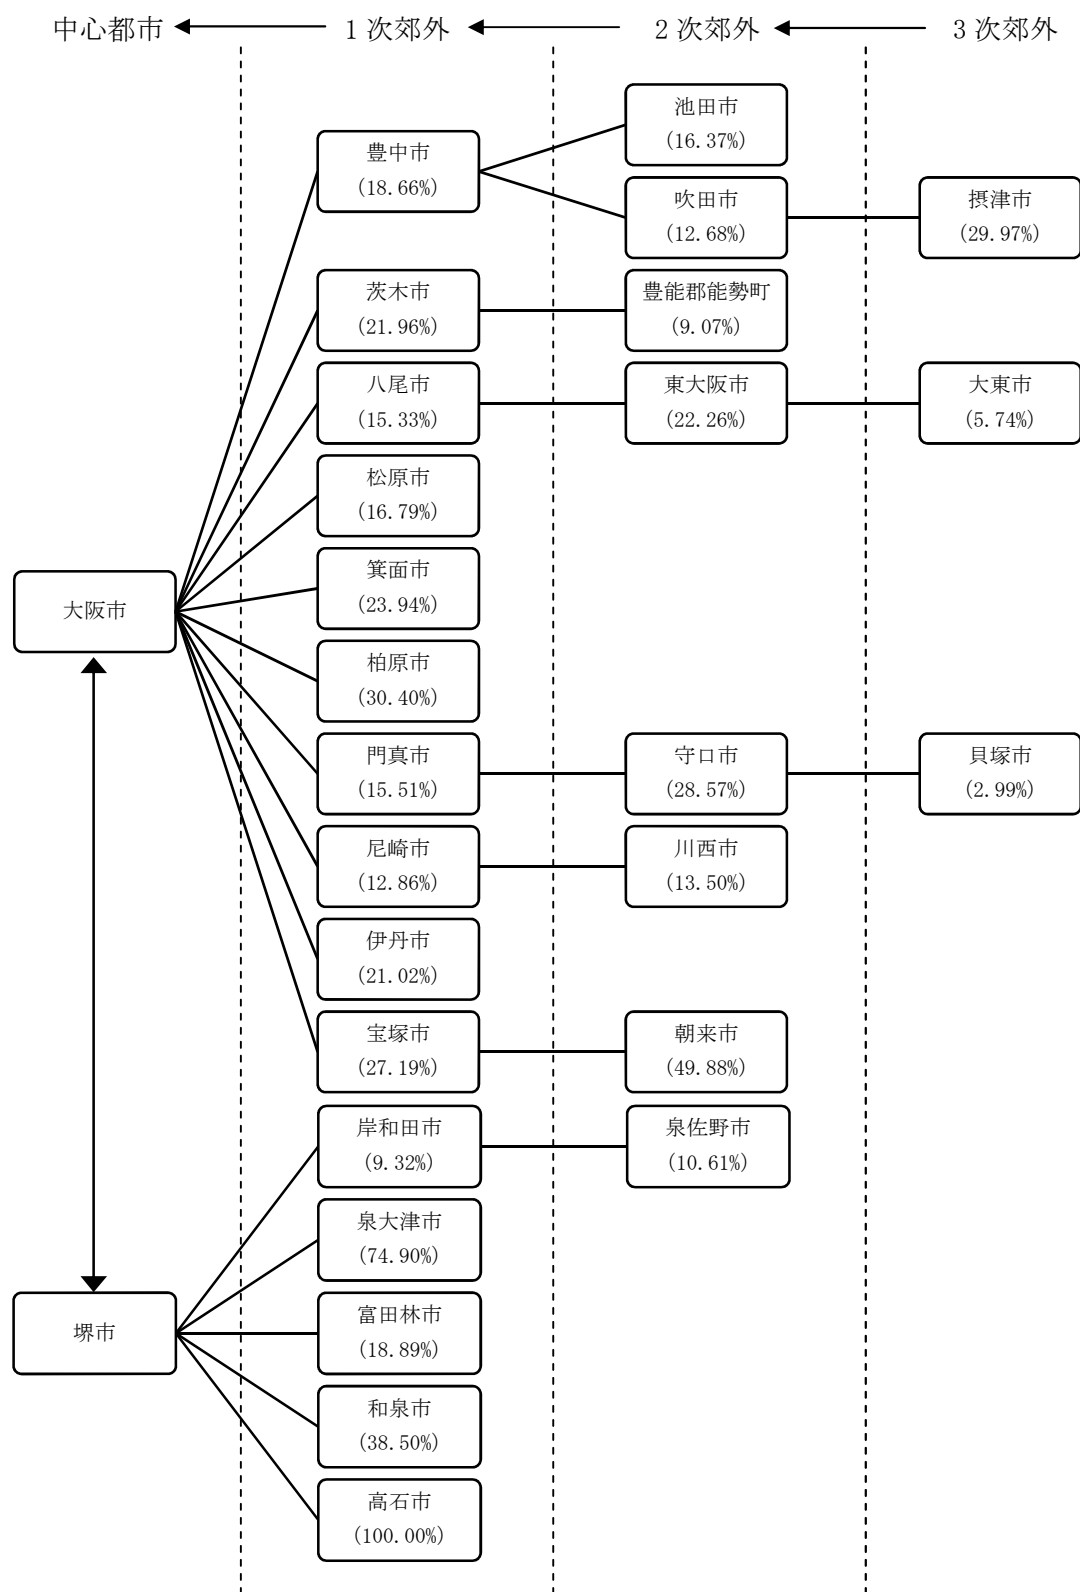 中心都市
1次郊外
2次郊外
3次郊外
池田市
(16.37%)
豊中市
(18.66%)
吹田市
(12.68%)
摂津市
(29.97%)
茨木市
(21.96%)
豊能郡能勢町
(9.07%)
八尾市
(15.33%)
東大阪市
(22.26%)
大東市
(5.74%)
松原市
(16.79%)
箕面市
(23.94%)
大阪市
柏原市
(30.40%)
門真市
(15.51%)
守口市
(28.57%)
貝塚市
(2.99%)
尼崎市
(12.86%)
川西市
(13.50%)
伊丹市
(21.02%)
宝塚市
(27.19%)
朝来市
(49.88%)
岸和田市
(9.32%)
泉佐野市
(10.61%)
泉大津市
(74.90%)
堺市
富田林市
(18.89%)
和泉市
(38.50%)
高石市
(100.00%)